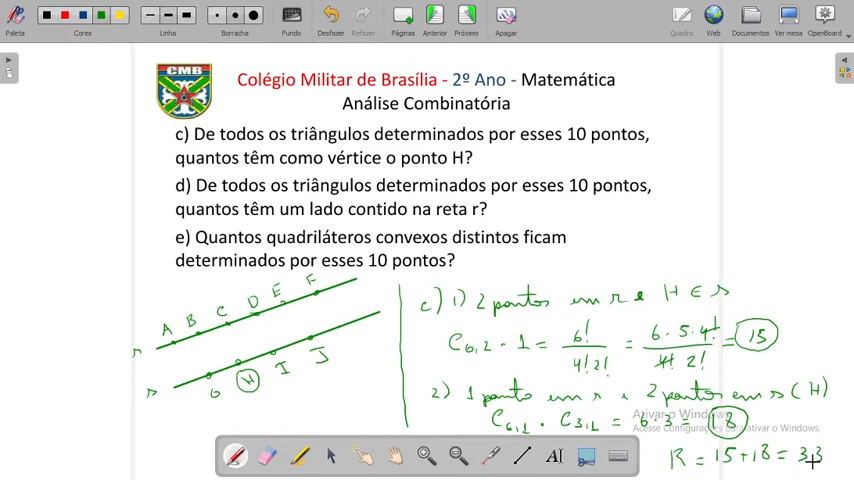 Paleta Cores Linha Borracha Fundo Desfazer Refazer Páginas Anterior Próximo Apagar Quadro Web Documentos Ver mesa OpenBoard
CMB
Colégio Militar de Brasília - 2º Ano - Matemática
Análise Combinatória
c) De todos os triângulos determinados por esses 10 pontos,
quantos têm como vértice o ponto H?
d) De todos os triângulos determinados por esses 10 pontos,
quantos têm um lado contido na reta r?
e) Quantos quadriláteros convexos distintos ficam
determinados por esses 10 pontos?
A B C D E F
r
s G H I J
c) 1) 2 pontos em r e H ∈ s
C6,2 · 1 = 6!/4!2! = 6·5·4!/4! 2! = 15
2) 1 ponto em r e 2 pontos em s (H)
C6,1 · C3,1 = 6·3 = 18
Ativar o Windows
Acesse Configurações para ativar o Windows.
R = 15 + 18 = 33